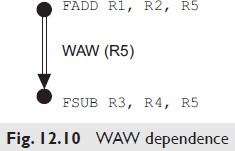 FADD R1, R2, R5
WAW (R5)
FSUB R3, R4, R5
Fig. 12.10 WAW dependence